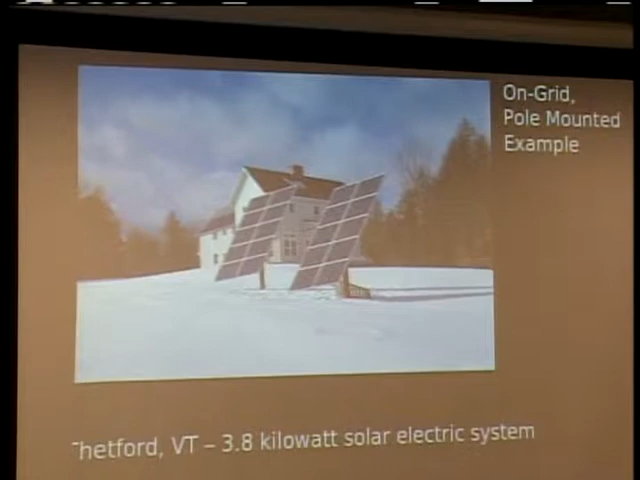 On-Grid,
Pole Mounted
Example
Thetford, VT – 3.8 kilowatt solar electric system